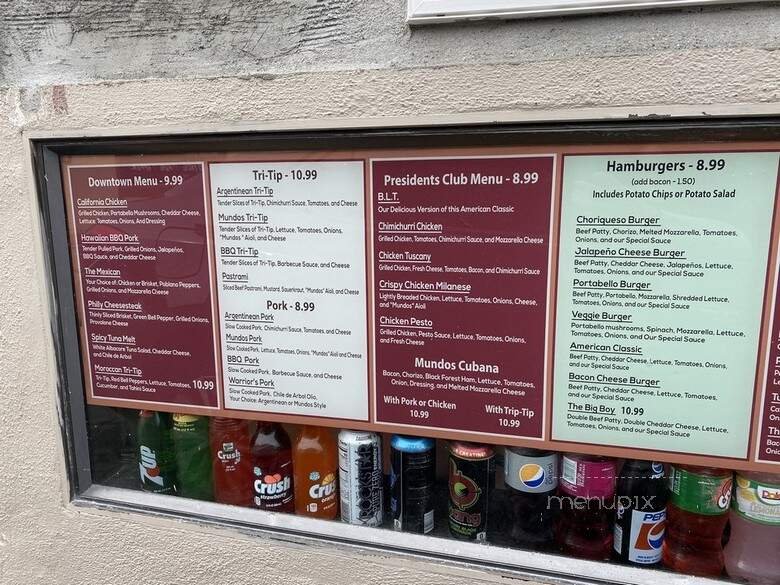 Downtown Menu - 9.99
California Chicken
Grilled Chicken, Portabello Mushrooms, Cheddar Cheese,
Lettuce, Tomatoes, Onions, And Dressing
Hawaiian BBQ Pork
Tender Pulled Pork, Grilled Onions, Jalapeños,
BBQ Sauce, and Cheddar Cheese
The Mexican
Your Choice of, Chicken or Brisket, Poblano Peppers,
Grilled Onions, and Mozzarella Cheese
Philly Cheesesteak
Thinly Sliced Brisket, Green Bell Pepper, Grilled Onions,
Provalone Cheese
Spicy Tuna Melt
White Albacore Tuna Salad, Cheddar Cheese,
and Chile de Arbol
Moroccan Tri-Tip
Tri-Tip, Red Bell Peppers, Lettuce, Tomatoes, 10.99
Cucumber, and Tahini Sauce
Tri-Tip - 10.99
Argentinean Tri-Tip
Tender Slices of Tri-Tip, Chimichurri Sauce, Tomatoes, and Cheese
Mundos Tri-Tip
Tender Slices of Tri-Tip, Lettuce, Tomatoes, Onions,
"Mundos" Aioli, and Cheese
BBQ Tri-Tip
Tender Slices of Tri-Tip, Barbecue Sauce, and Cheese
Pastrami
Sliced Beef Pastrami, Mustard, Sauerkraut, "Mundos" Aioli, and Cheese
Pork - 8.99
Argentinean Pork
Slow Cooked Pork, Chimichurri Sauce, Tomatoes, and Cheese
Mundos Pork
Slow Cooked Pork, Lettuce, Tomatoes, Onions, "Mundos" Aioli and Cheese
BBQ Pork
Slow Cooked Pork, Barbecue Sauce, and Cheese
Warrior's Pork
Slow Cooked Pork, Chile de Arbol Olio,
Your Choice: Argentinean or Mundos Style
Presidents Club Menu - 8.99
B.L.T.
Our Delicious Version of this American Classic
Chimichurri Chicken
Grilled Chicken, Tomatoes, Chimichurri Sauce, and Mozzarella Cheese
Chicken Tuscany
Grilled Chicken, Fresh Cheese, Tomatoes, Bacon, and Chimichurri Sauce
Crispy Chicken Milanese
Lightly Breaded Chicken, Lettuce, Tomatoes, Onions, Cheese,
and "Mundos" Aioli
Chicken Pesto
Grilled Chicken, Pesto Sauce, Lettuce, Tomatoes, Onions,
and Fresh Cheese
Mundos Cubana
Bacon, Chorizo, Black Forest Ham, Lettuce, Tomatoes,
Onion, Dressing, and Melted Mozzarella Cheese
With Pork or Chicken
10.99
With Trip-Tip
10.99
Hamburgers - 8.99
(add bacon - 1.50)
Includes Potato Chips or Potato Salad
Choriqueso Burger
Beef Patty, Chorizo, Melted Mozzarella, Tomatoes,
Onions, and our Special Sauce
Jalapeño Cheese Burger
Beef Patty, Cheddar Cheese, Jalapeños, Lettuce,
Tomatoes, Onions, and our Special Sauce
Portabello Burger
Beef Patty, Portabello, Mozzarella, Shredded Lettuce,
Tomatoes, Onions, and our Special Sauce
Veggie Burger
Portabello mushrooms, Spinach, Mozzarella, Lettuce,
Tomatoes, Onions, and Our Special Sauce
American Classic
Beef Patty, Cheddar Cheese, Lettuce, Tomatoes, Onions,
and our Special Sauce
Bacon Cheese Burger
Beef Patty, Cheddar Cheese, Lettuce, Tomatoes, Onions,
and our Special Sauce
The Big Boy 10.99
Double Beef Patty, Double Cheddar Cheese, Lettuce,
Tomatoes, Onions, and our Special Sauce
7UP
Crush
Crush
STRAWBERRY
Crush
ROCKSTAR
BANG
pepsi
PEPSI
menupix